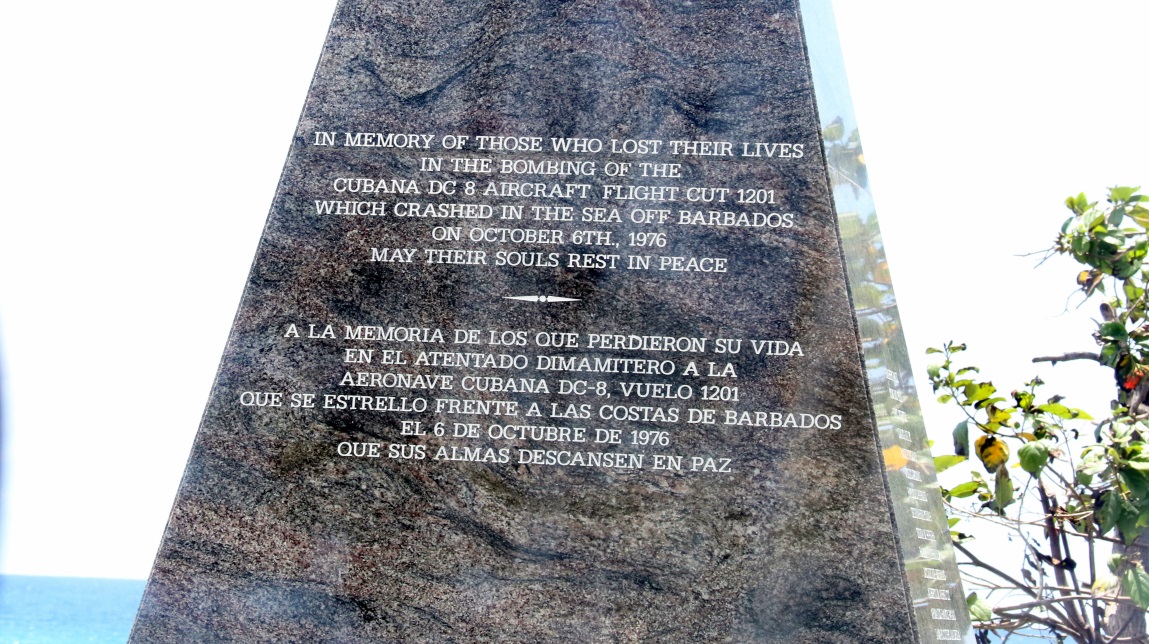 IN MEMORY OF THOSE WHO LOST THEIR LIVES
IN THE BOMBING OF THE
CUBANA DC 8 AIRCRAFT, FLIGHT CUT 1201
WHICH CRASHED IN THE SEA OFF BARBADOS
ON OCTOBER 6TH., 1976
MAY THEIR SOULS REST IN PEACE
A LA MEMORIA DE LOS QUE PERDIERON SU VIDA
EN EL ATENTADO DIMAMITERO A LA
AERONAVE CUBANA DC-8, VUELO 1201
QUE SE ESTRELLO FRENTE A LAS COSTAS DE BARBADOS
EL 6 DE OCTUBRE DE 1976
QUE SUS ALMAS DESCANSEN EN PAZ